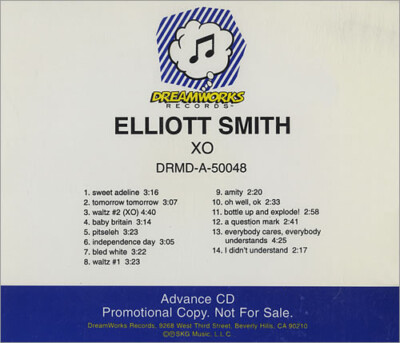 DREAMWORKS
RECORDS™
ELLIOTT SMITH
XO
DRMD-A-50048
1. sweet adeline 3:16
2. tomorrow tomorrow 3:07
3. waltz #2 (XO) 4:40
4. baby britain 3:14
5. pitseleh 3:23
6. independence day 3:05
7. bled white 3:22
8. waltz #1 3:23
9. amity 2:20
10. oh well, ok 2:33
11. bottle up and explode! 2:58
12. a question mark 2:41
13. everybody cares, everybody
understands 4:25
14. I didn't understand 2:17
Advance CD
Promotional Copy. Not For Sale.
DreamWorks Records, 9268 West Third Street, Beverly Hills, CA 90210
©℗SKG Music, L.L.C.